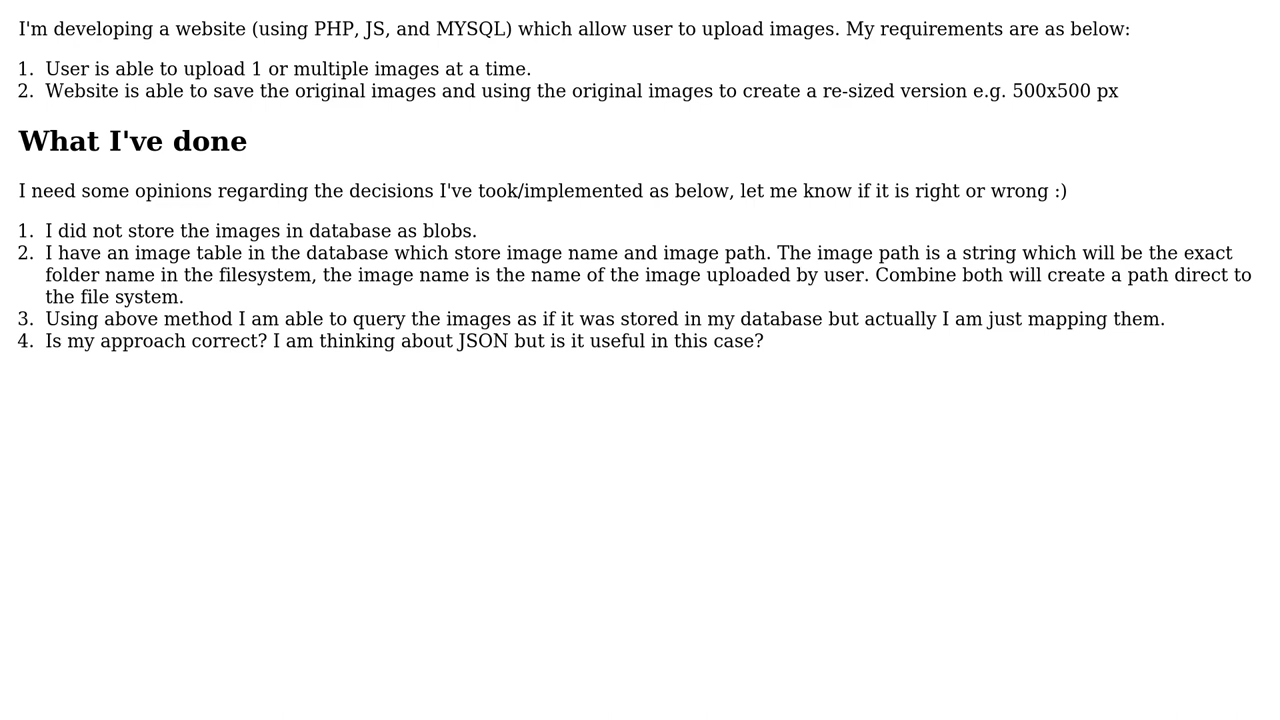 I'm developing a website (using PHP, JS, and MYSQL) which allow user to upload images. My requirements are as below:
1. User is able to upload 1 or multiple images at a time.
2. Website is able to save the original images and using the original images to create a re-sized version e.g. 500x500 px
What I've done
I need some opinions regarding the decisions I've took/implemented as below, let me know if it is right or wrong :)
1. I did not store the images in database as blobs.
2. I have an image table in the database which store image name and image path. The image path is a string which will be the exact
folder name in the filesystem, the image name is the name of the image uploaded by user. Combine both will create a path direct to
the file system.
3. Using above method I am able to query the images as if it was stored in my database but actually I am just mapping them.
4. Is my approach correct? I am thinking about JSON but is it useful in this case?